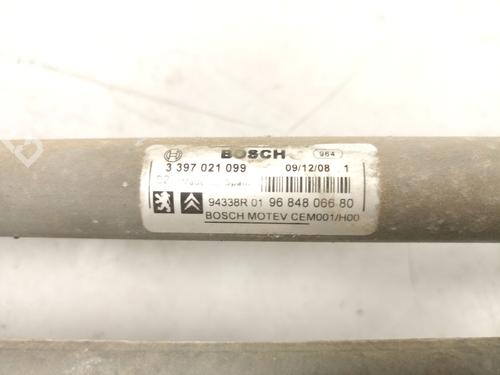 BOSCH 964
3 397 021 099 09/12/08 1
94338R 01 96 848 066 80
BOSCH MOTEV CEM001/H00